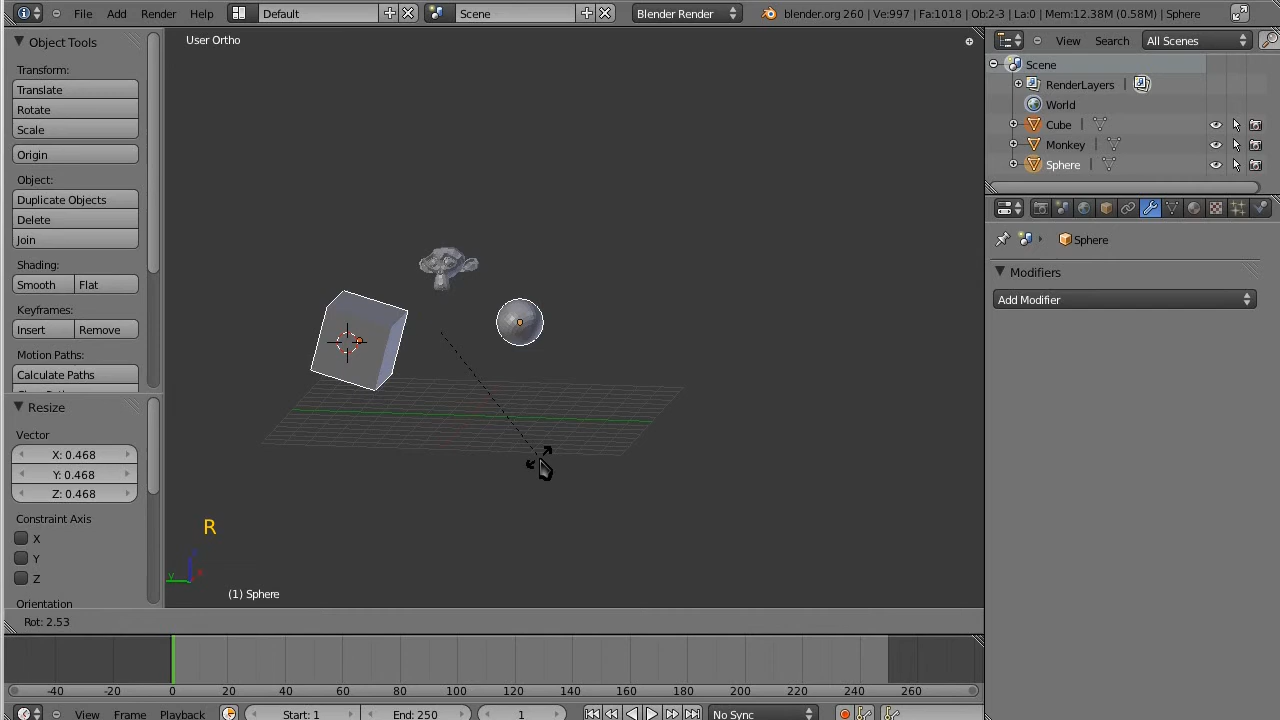 File Add Render Help Default Scene Blender Render blender.org 260 | Ve:997 | Fa:1018 | Ob:2-3 | La:0 | Mem:12.38M (0.58M) | Sphere
Object Tools
Transform:
Translate
Rotate
Scale
Origin
Object:
Duplicate Objects
Delete
Join
Shading:
Smooth Flat
Keyframes:
Insert Remove
Motion Paths:
Calculate Paths
Resize
Vector
X: 0.468
Y: 0.468
Z: 0.468
Constraint Axis
X
Y
Z
Orientation
User Ortho
R
y
(1) Sphere
Rot: 2.53
View Search All Scenes
Scene
RenderLayers
World
Cube
Monkey
Sphere
Sphere
Modifiers
Add Modifier
-40 -20 0 20 40 60 80 100 120 140 160 180 200 220 240 260
View Frame Playback Start: 1 End: 250 1 No Sync